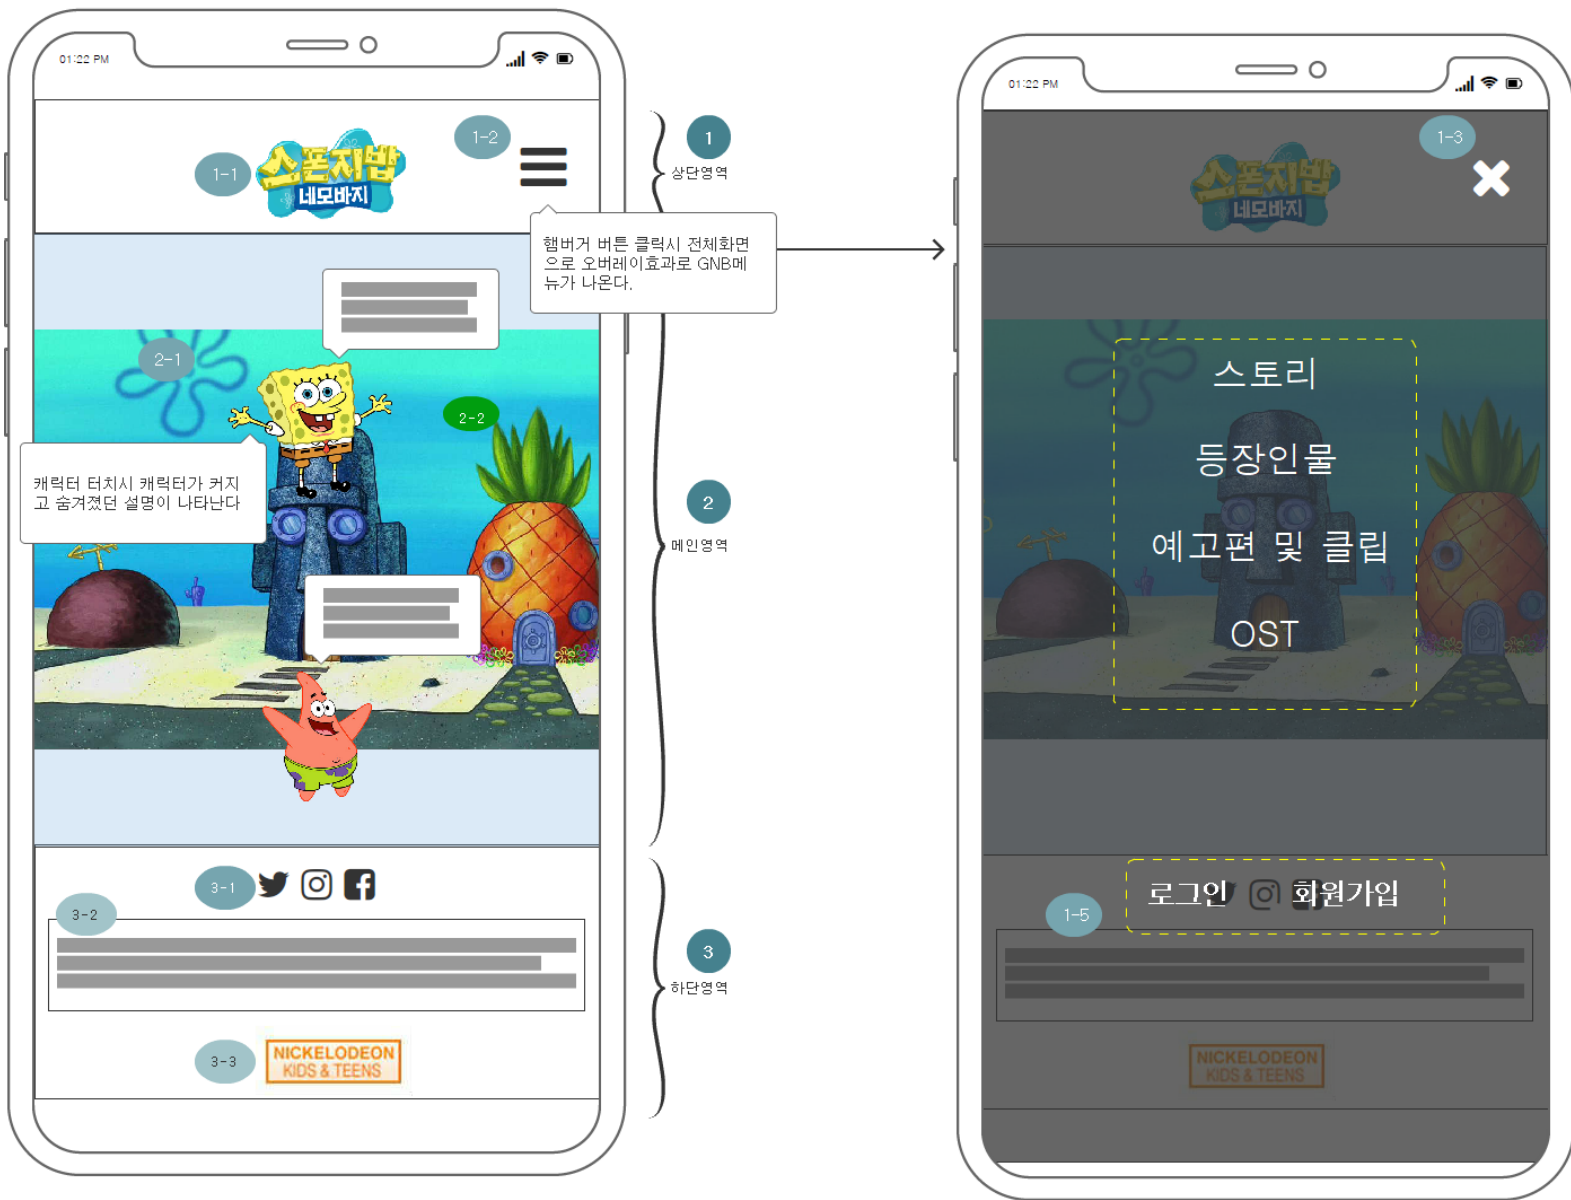 01:22 PM
1-1
스폰지밥
네모바지
1-2
1
상단영역
햄버거 버튼 클릭시 전체화면
으로 오버레이효과로 GNB메
뉴가 나온다.
2-1
2-2
캐릭터 터치시 캐릭터가 커지
고 숨겨졌던 설명이 나타난다
2
메인영역
3-1
3-2
3
하단영역
3-3
NICKELODEON
KIDS & TEENS
01:22 PM
1-3
스폰지밥
네모바지
스토리
등장인물
예고편 및 클립
OST
로그인 회원가입
1-5
NICKELODEON
KIDS & TEENS